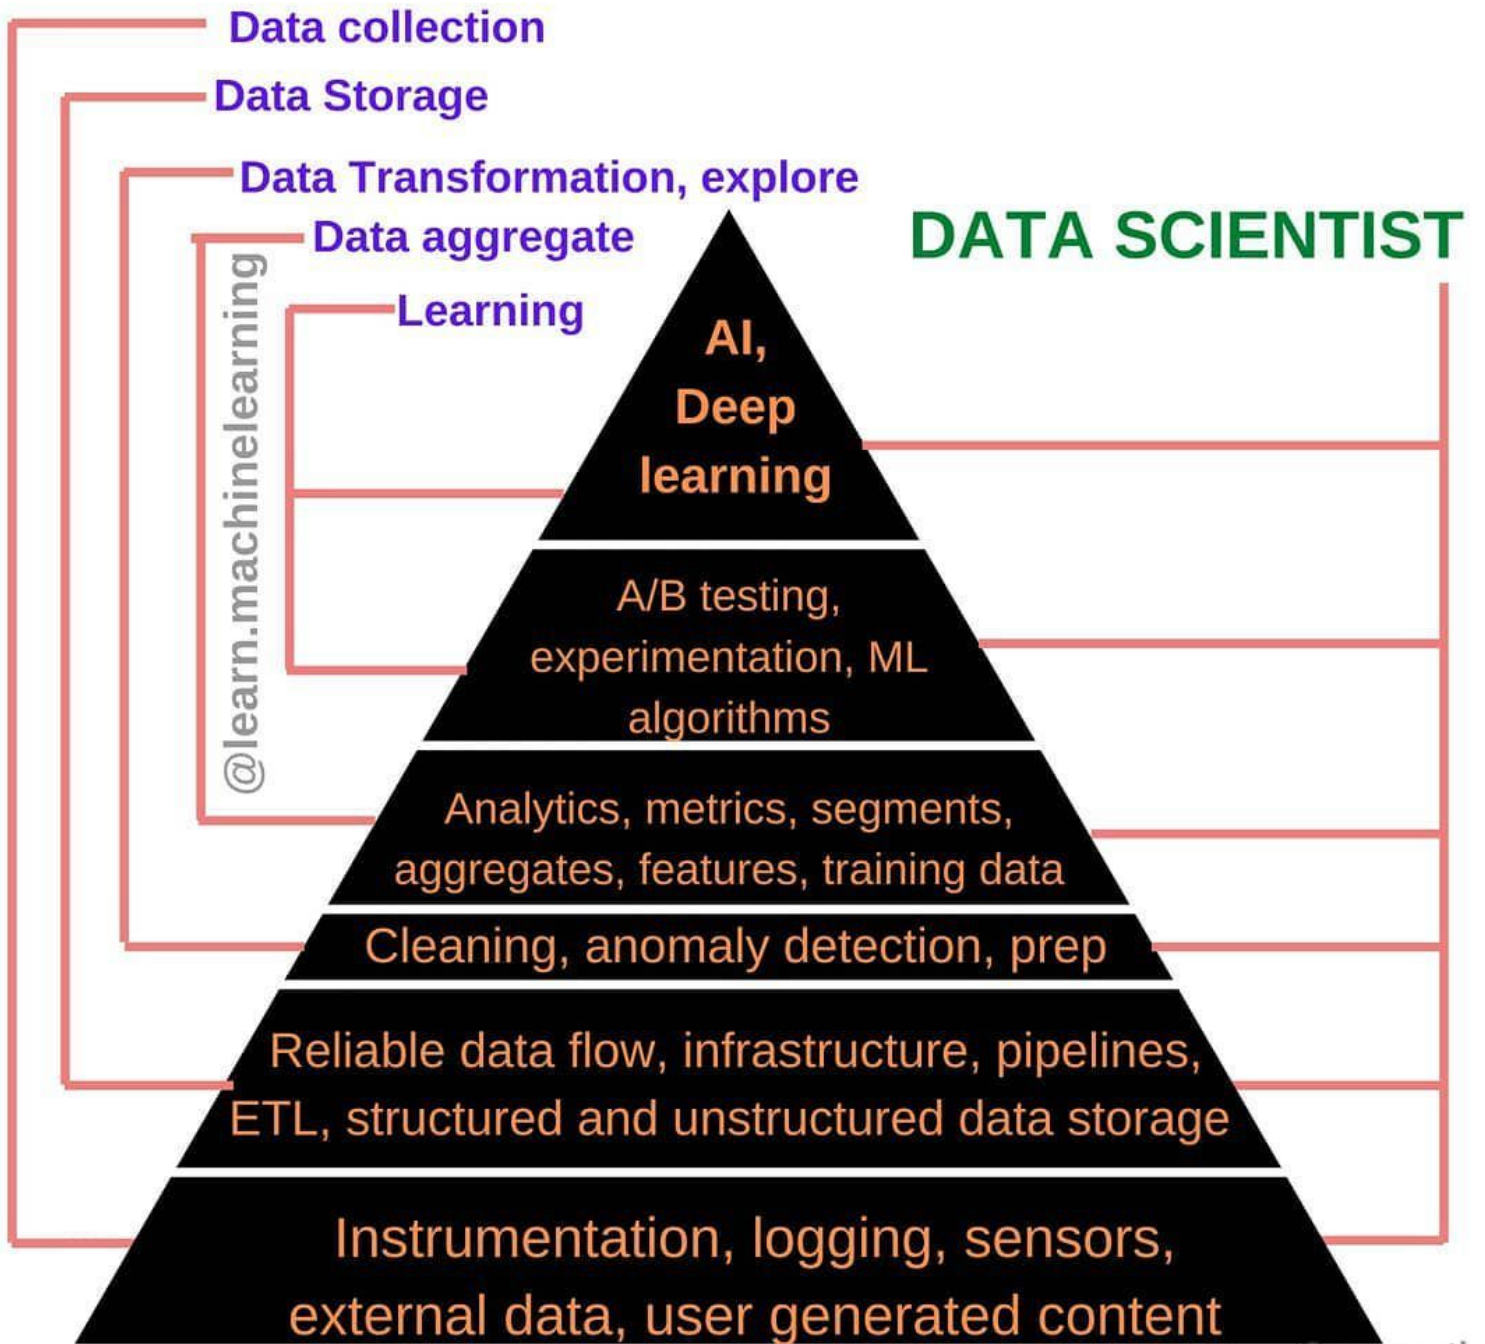 Data collection
Data Storage
Data Transformation, explore
Data aggregate
Learning
DATA SCIENTIST
@learn.machinelearning
AI,
Deep
learning
A/B testing,
experimentation, ML
algorithms
Analytics, metrics, segments,
aggregates, features, training data
Cleaning, anomaly detection, prep
Reliable data flow, infrastructure, pipelines,
ETL, structured and unstructured data storage
Instrumentation, logging, sensors,
external data, user generated content